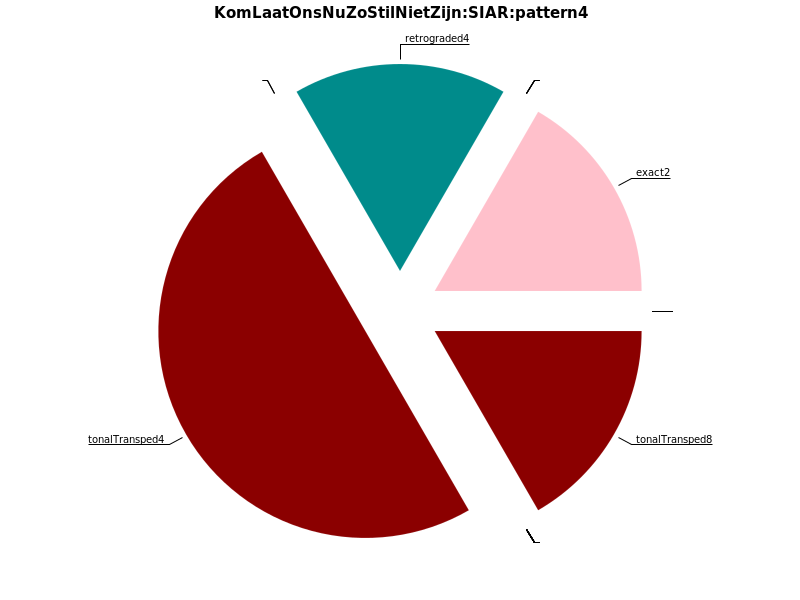 KomLaatOnsNuZoStilNietZijn:SIAR:pattern4
retrograded4
exact2
tonalTransped4
tonalTransped8